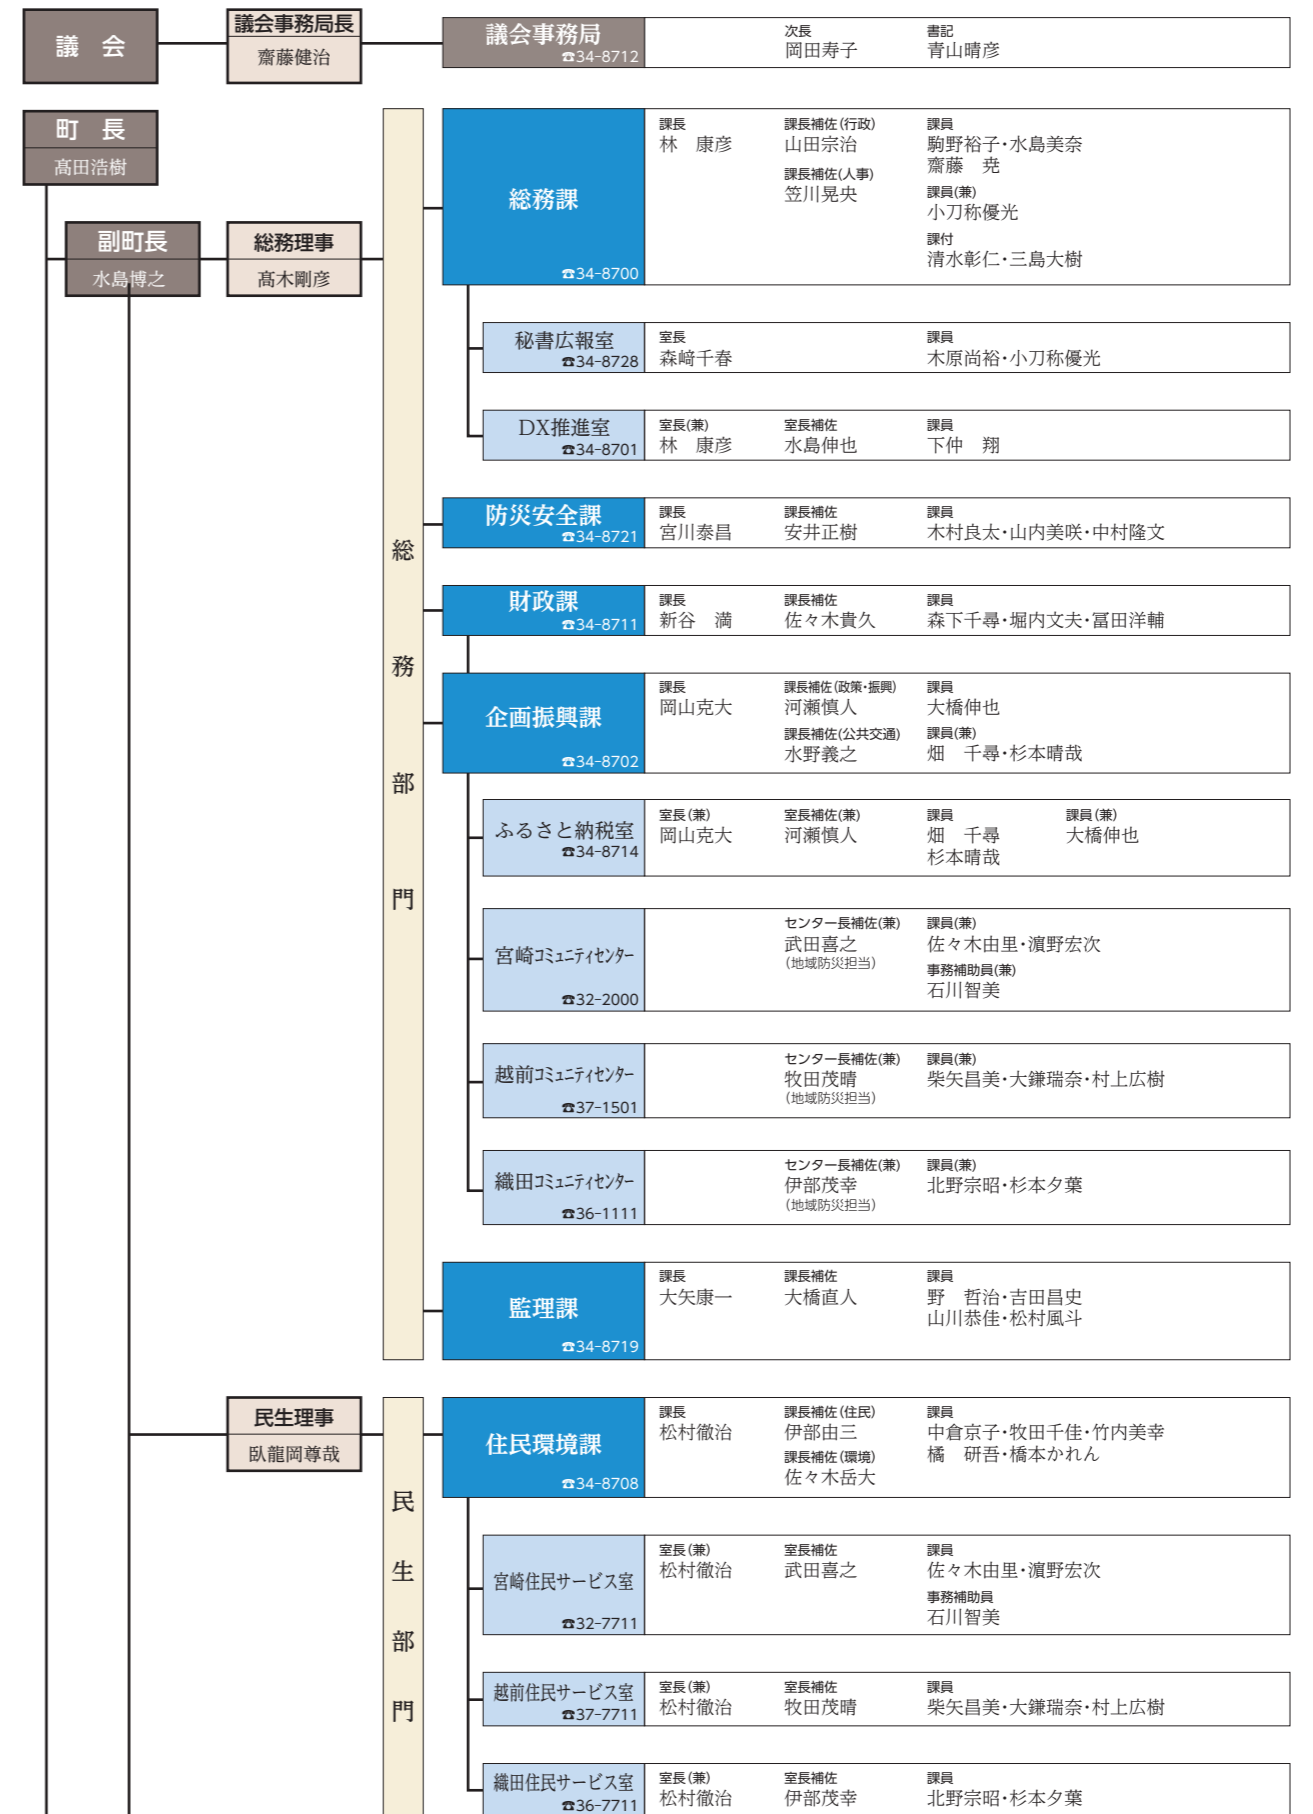 議　会
議会事務局長
齋藤健治
議会事務局
☎34-8712
次長
岡田寿子
書記
青山晴彦
町　長
髙田浩樹
副町長
水島博之
総務理事
髙木剛彦
総務部門
総務課
☎34-8700
課長
林　康彦
課長補佐(行政)
山田宗治
課長補佐(人事)
笠川晃央
課員
駒野裕子・水島美奈
齋藤　尭
課員(兼)
小刀称優光
課付
清水彰仁・三島大樹
秘書広報室
☎34-8728
室長
森﨑千春
課員
木原尚裕・小刀称優光
DX推進室
☎34-8701
室長(兼)
林　康彦
室長補佐
水島伸也
課員
下仲　翔
防災安全課
☎34-8721
課長
宮川泰昌
課長補佐
安井正樹
課員
木村良太・山内美咲・中村隆文
財政課
☎34-8711
課長
新谷　満
課長補佐
佐々木貴久
課員
森下千尋・堀内文夫・冨田洋輔
企画振興課
☎34-8702
課長
岡山克大
課長補佐(政策・振興)
河瀬慎人
課長補佐(公共交通)
水野義之
課員
大橋伸也
課員(兼)
畑　千尋・杉本晴哉
ふるさと納税室
☎34-8714
室長(兼)
岡山克大
室長補佐(兼)
河瀬慎人
課員
畑　千尋
杉本晴哉
課員(兼)
大橋伸也
宮崎コミュニティセンター
☎32-2000
センター長補佐(兼)
武田喜之
(地域防災担当)
課員(兼)
佐々木由里・濵野宏次
事務補助員(兼)
石川智美
越前コミュニティセンター
☎37-1501
センター長補佐(兼)
牧田茂晴
(地域防災担当)
課員(兼)
柴矢昌美・大鎌瑞奈・村上広樹
織田コミュニティセンター
☎36-1111
センター長補佐(兼)
伊部茂幸
(地域防災担当)
課員(兼)
北野宗昭・杉本夕葉
監理課
☎34-8719
課長
大矢康一
課長補佐
大橋直人
課員
野　哲治・吉田昌史
山川恭佳・松村風斗
民生理事
臥龍岡尊哉
民生部門
住民環境課
☎34-8708
課長
松村徹治
課長補佐(住民)
伊部由三
課長補佐(環境)
佐々木岳大
課員
中倉京子・牧田千佳・竹内美幸
橘　研吾・橋本かれん
宮崎住民サービス室
☎32-7711
室長(兼)
松村徹治
室長補佐
武田喜之
課員
佐々木由里・濵野宏次
事務補助員
石川智美
越前住民サービス室
☎37-7711
室長(兼)
松村徹治
室長補佐
牧田茂晴
課員
柴矢昌美・大鎌瑞奈・村上広樹
織田住民サービス室
☎36-7711
室長(兼)
松村徹治
室長補佐
伊部茂幸
課員
北野宗昭・杉本夕葉